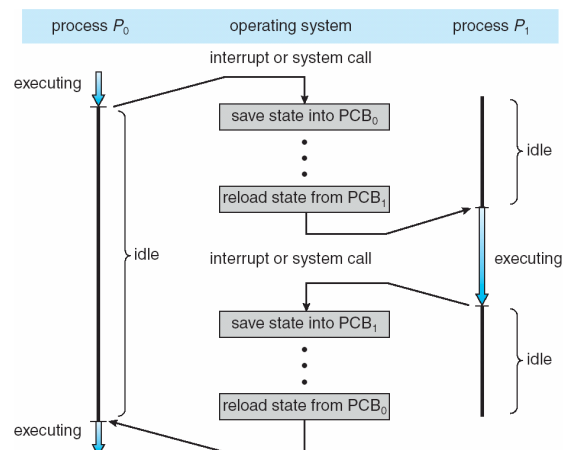 process P₀ operating system process P₁
interrupt or system call
executing
save state into PCB₀
idle
reload state from PCB₁
idle
interrupt or system call
executing
save state into PCB₁
idle
reload state from PCB₀
executing